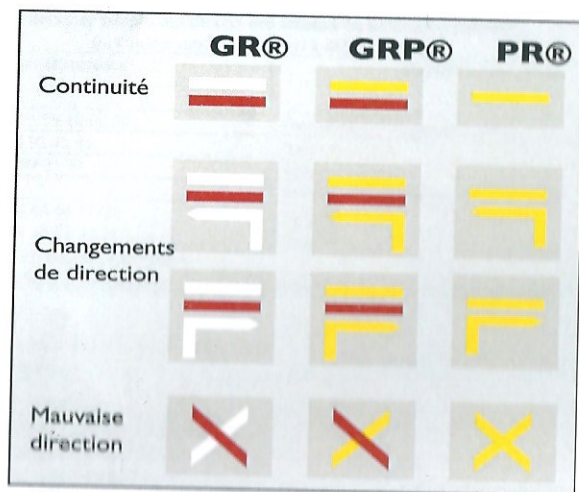 GR® GRP® PR®
Continuité
Changements
de direction
Mauvaise
direction